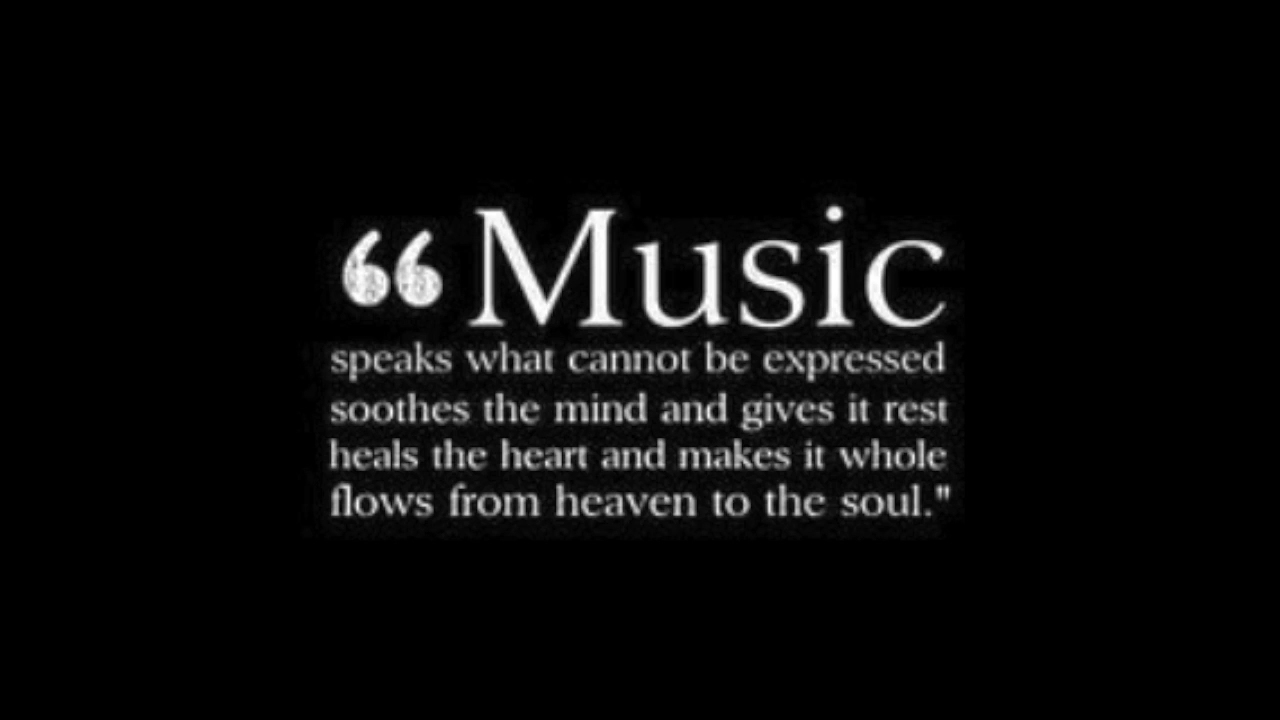 “Music
speaks what cannot be expressed
soothes the mind and gives it rest
heals the heart and makes it whole
flows from heaven to the soul."